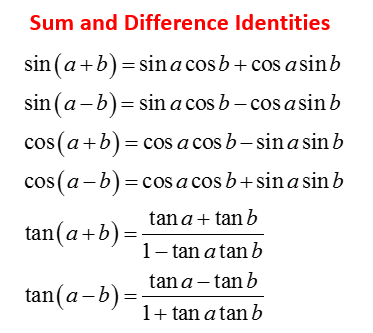 Sum and Difference Identities
sin(a+b)=sin a cos b+cos a sin b
sin(a−b)=sin a cos b−cos a sin b
cos(a+b)=cos a cos b−sin a sin b
cos(a−b)=cos a cos b+sin a sin b
tan(a+b)=(tan a+tan b)/(1−tan a tan b)
tan(a−b)=(tan a−tan b)/(1+tan a tan b)